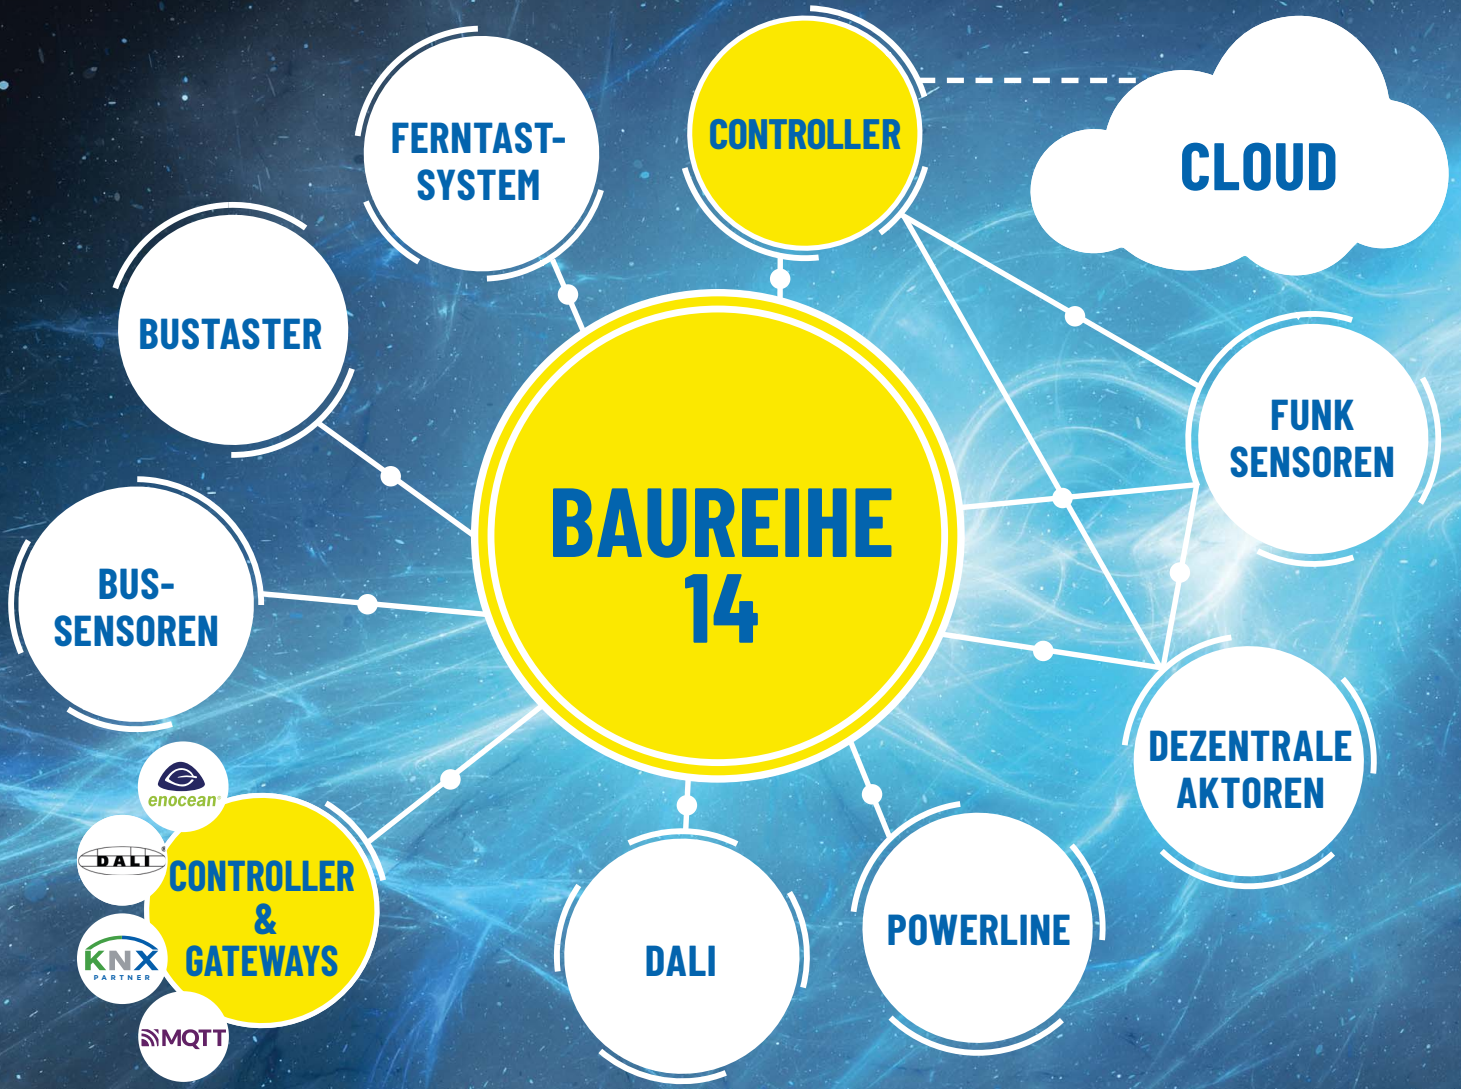 FERNTAST-
SYSTEM
CONTROLLER
CLOUD
BUSTASTER
FUNK
SENSOREN
BAUREIHE
14
BUS-
SENSOREN
DEZENTRALE
AKTOREN
enocean®
DALI
CONTROLLER
&
GATEWAYS
KNX
PARTNER
MQTT
DALI
POWERLINE